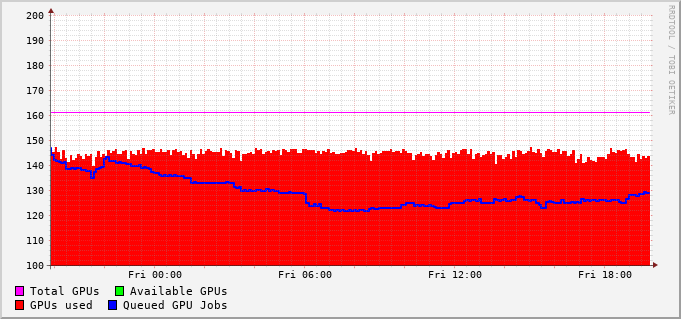 RRDTOOL / TOBI OETIKER
200
190
180
170
160
150
140
130
120
110
100
Fri 00:00 Fri 06:00 Fri 12:00 Fri 18:00
Total GPUs Available GPUs
GPUs used Queued GPU Jobs